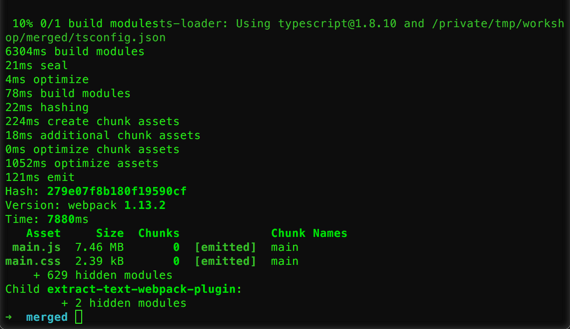 10% 0/1 build modulests-loader: Using typescript@1.8.10 and /private/tmp/worksh
op/merged/tsconfig.json
6304ms build modules
21ms seal
4ms optimize
78ms build modules
22ms hashing
224ms create chunk assets
18ms additional chunk assets
0ms optimize chunk assets
1052ms optimize assets
121ms emit
Hash: 279e07f8b180f19590cf
Version: webpack 1.13.2
Time: 7880ms
Asset Size Chunks Chunk Names
main.js 7.46 MB 0 [emitted] main
main.css 2.39 kB 0 [emitted] main
+ 629 hidden modules
Child extract-text-webpack-plugin:
+ 2 hidden modules
➜ merged